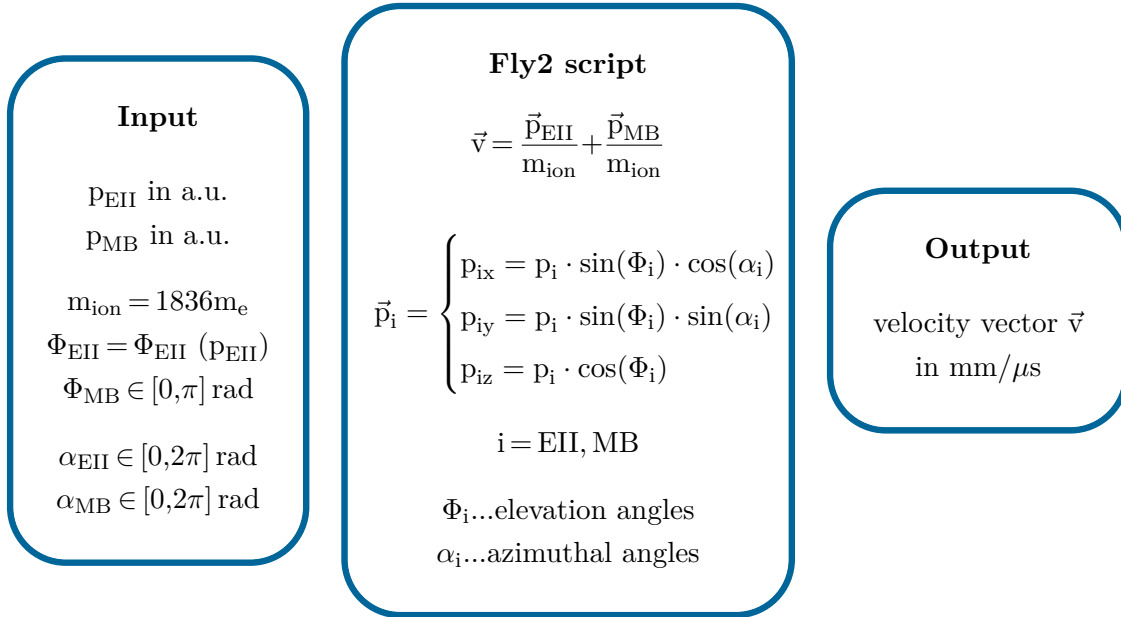 Input
p_EII in a.u.
p_MB in a.u.
m_ion = 1836m_e
Φ_EII = Φ_EII (p_EII)
Φ_MB ∈ [0,π] rad
α_EII ∈ [0,2π] rad
α_MB ∈ [0,2π] rad
Fly2 script
v⃗ = p⃗_EII/m_ion + p⃗_MB/m_ion
p⃗_i = {
p_ix = p_i · sin(Φ_i) · cos(α_i)
p_iy = p_i · sin(Φ_i) · sin(α_i)
p_iz = p_i · cos(Φ_i)
i = EII, MB
Φ_i...elevation angles
α_i...azimuthal angles
Output
velocity vector v⃗
in mm/μs